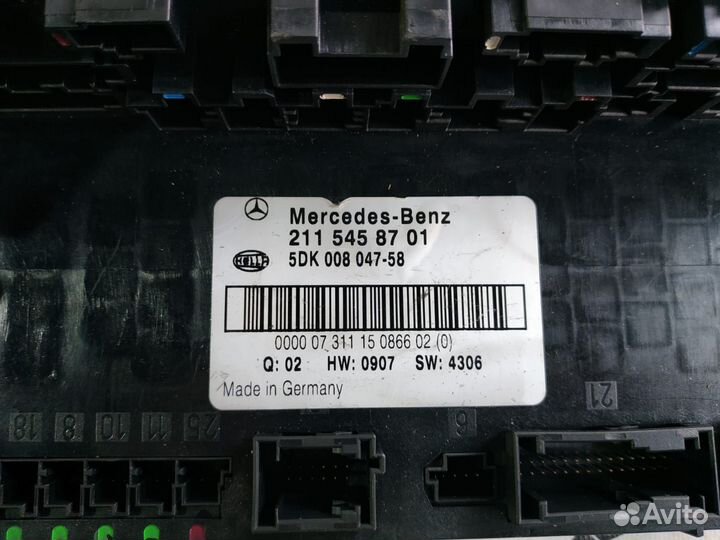 Mercedes-Benz
211 545 87 01
HELLA
5DK 008 047-58
0000 07 311 15 0866 02 (0)
Q: 02 HW: 0907 SW: 4306
Made in Germany
21
9
18 8 10 11 25
Avito